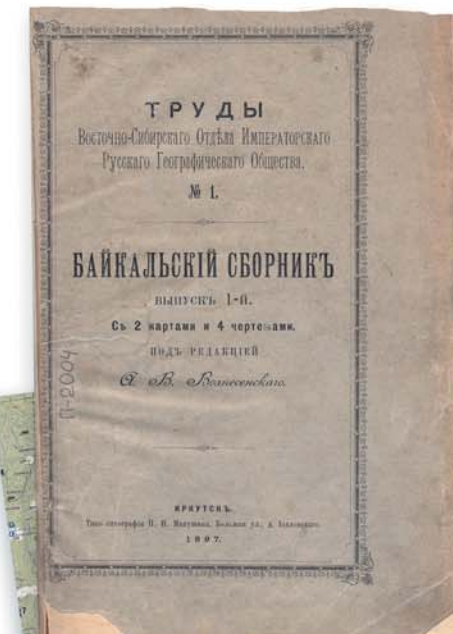 ТРУДЫ
Восточно-Сибирскаго Отдѣла Императорскаго
Русскаго Географическаго Общества.
№ 1.
БАЙКАЛЬСКІЙ СБОРНИКЪ
ВЫПУСКЪ 1-Й.
Съ 2 картами и 4 чертежами.
ПОДЪ РЕДАКЦІЕЙ
А. В. Вознесенскаго.
П-2004
ИРКУТСКЪ.
Типо-литографія П. И. Макушина, Большая ул., д.
1897.